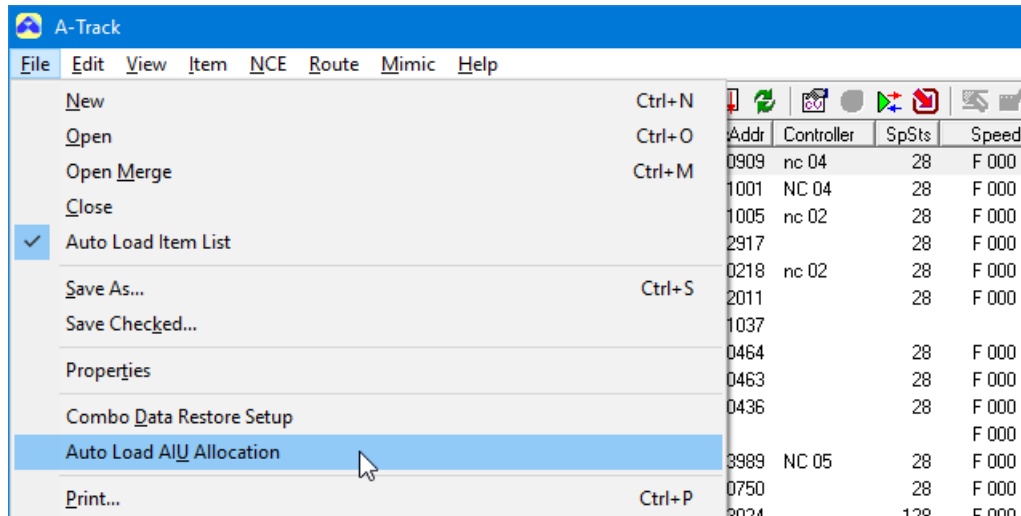 A-Track
File Edit View Item NCE Route Mimic Help
New Ctrl+N
Open Ctrl+O
Open Merge Ctrl+M
Close
Auto Load Item List
Save As... Ctrl+S
Save Checked...
Properties
Combo Data Restore Setup
Auto Load AIU Allocation
Print... Ctrl+P
Addr Controller SpSts Speed
0909 nc 04 28 F 000
1001 NC 04 28 F 000
1005 nc 02 28 F 000
2917 28 F 000
0218 nc 02 28 F 000
2011 28 F 000
1037
0464 28 F 000
0463 28 F 000
0436 28 F 000
F 000
3989 NC 05 28 F 000
0750 28 F 000
128 F 000